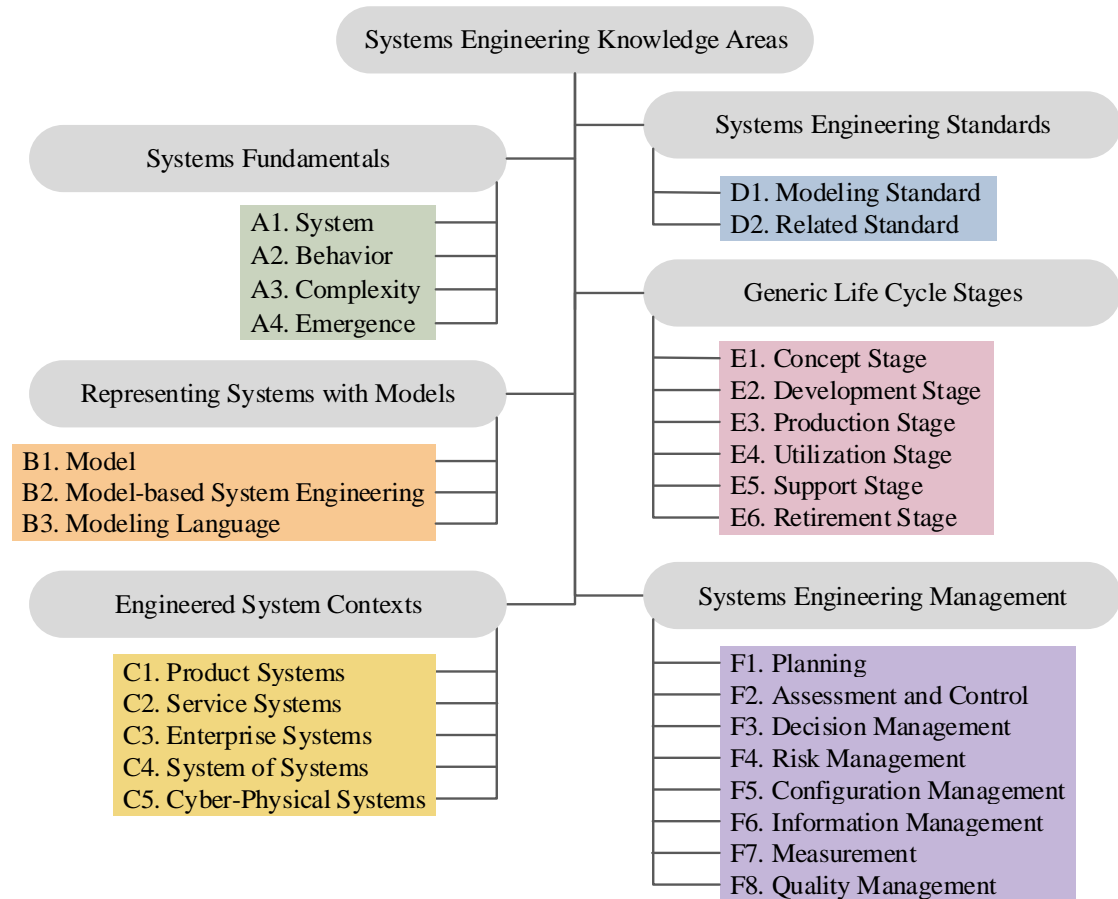 Systems Engineering Knowledge Areas
Systems Fundamentals
A1. System
A2. Behavior
A3. Complexity
A4. Emergence
Representing Systems with Models
B1. Model
B2. Model-based System Engineering
B3. Modeling Language
Engineered System Contexts
C1. Product Systems
C2. Service Systems
C3. Enterprise Systems
C4. System of Systems
C5. Cyber-Physical Systems
Systems Engineering Standards
D1. Modeling Standard
D2. Related Standard
Generic Life Cycle Stages
E1. Concept Stage
E2. Development Stage
E3. Production Stage
E4. Utilization Stage
E5. Support Stage
E6. Retirement Stage
Systems Engineering Management
F1. Planning
F2. Assessment and Control
F3. Decision Management
F4. Risk Management
F5. Configuration Management
F6. Information Management
F7. Measurement
F8. Quality Management